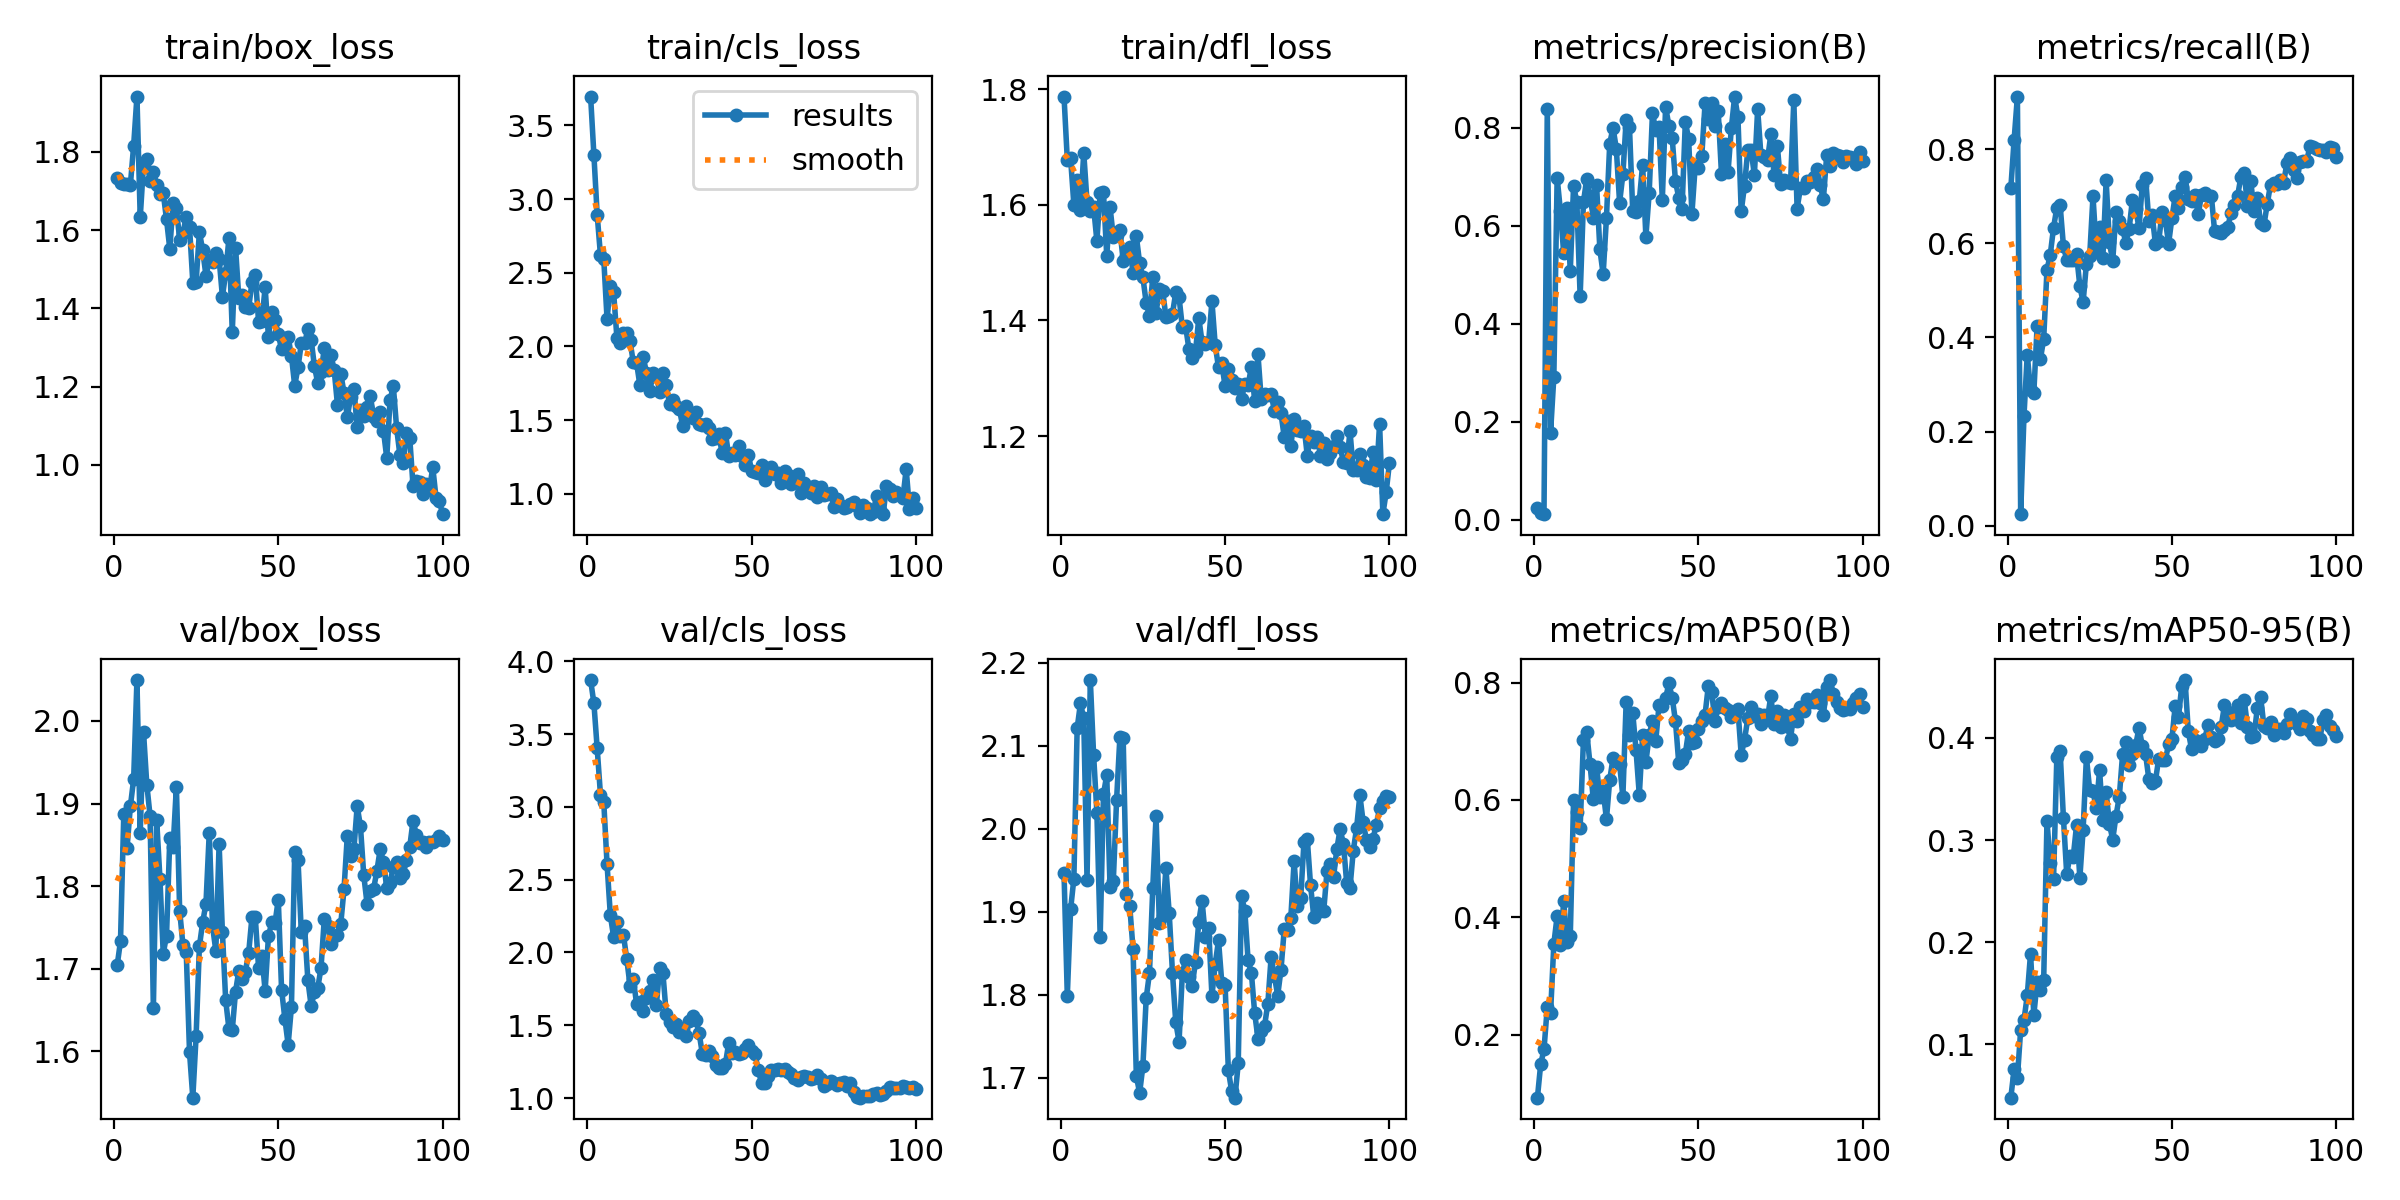 train/box_loss
1.8
1.6
1.4
1.2
1.0
0 50 100
train/cls_loss
results
smooth
3.5
3.0
2.5
2.0
1.5
1.0
0 50 100
train/dfl_loss
1.8
1.6
1.4
1.2
0 50 100
metrics/precision(B)
0.8
0.6
0.4
0.2
0.0
0 50 100
metrics/recall(B)
0.8
0.6
0.4
0.2
0.0
0 50 100
val/box_loss
2.0
1.9
1.8
1.7
1.6
0 50 100
val/cls_loss
4.0
3.5
3.0
2.5
2.0
1.5
1.0
0 50 100
val/dfl_loss
2.2
2.1
2.0
1.9
1.8
1.7
0 50 100
metrics/mAP50(B)
0.8
0.6
0.4
0.2
0 50 100
metrics/mAP50-95(B)
0.4
0.3
0.2
0.1
0 50 100